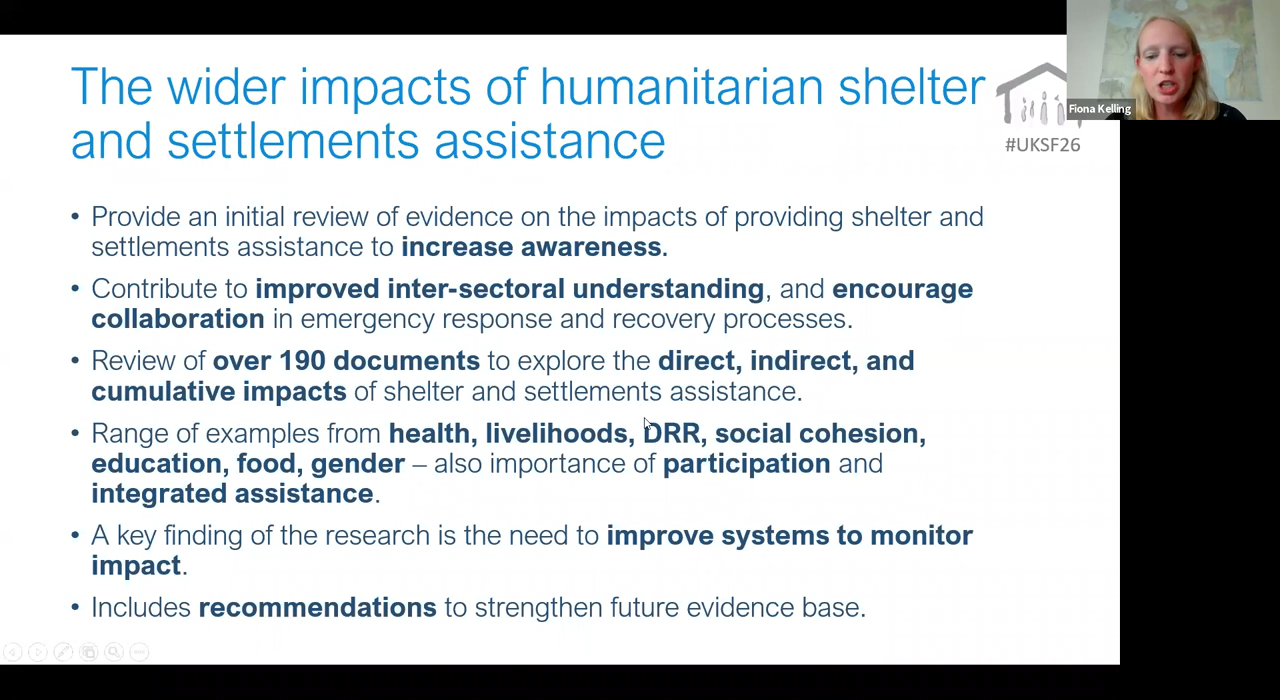 The wider impacts of humanitarian shelter
and settlements assistance
Fiona Kelling
#UKSF26
• Provide an initial review of evidence on the impacts of providing shelter and
settlements assistance to increase awareness.
• Contribute to improved inter-sectoral understanding, and encourage
collaboration in emergency response and recovery processes.
• Review of over 190 documents to explore the direct, indirect, and
cumulative impacts of shelter and settlements assistance.
• Range of examples from health, livelihoods, DRR, social cohesion,
education, food, gender – also importance of participation and
integrated assistance.
• A key finding of the research is the need to improve systems to monitor
impact.
• Includes recommendations to strengthen future evidence base.